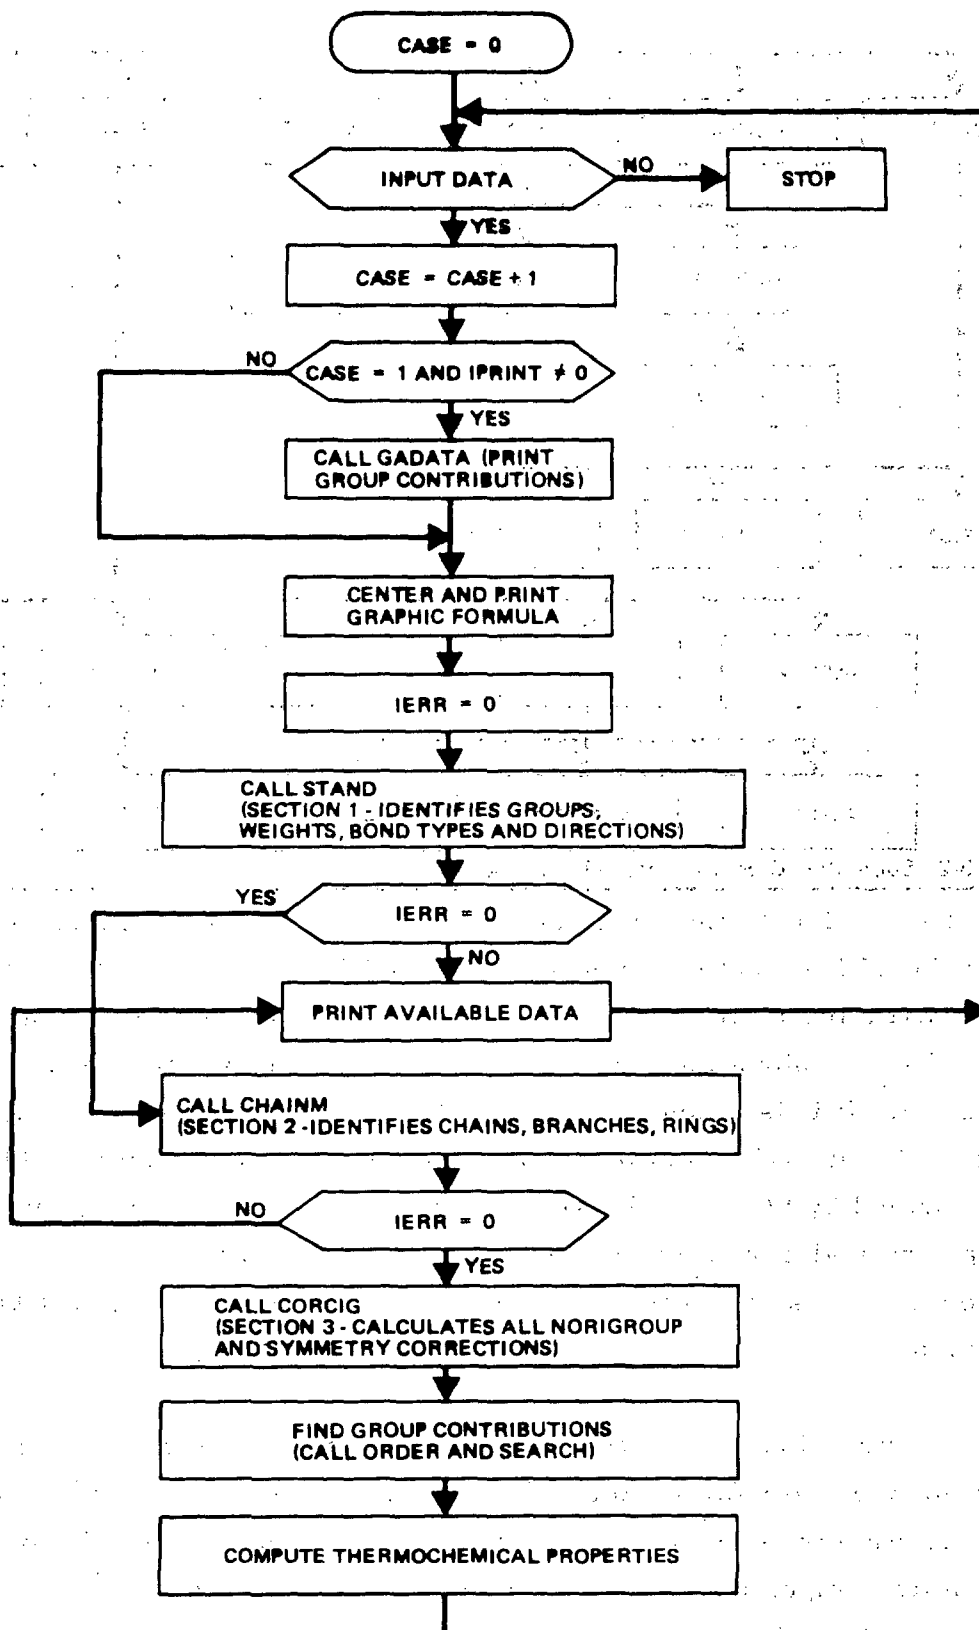 CASE = 0
INPUT DATA
NO
STOP
YES
CASE = CASE + 1
NO
CASE = 1 AND IPRINT ≠ 0
YES
CALL GADATA (PRINT
GROUP CONTRIBUTIONS)
CENTER AND PRINT
GRAPHIC FORMULA
IERR = 0
CALL STAND
(SECTION 1 - IDENTIFIES GROUPS,
WEIGHTS, BOND TYPES AND DIRECTIONS)
YES
IERR = 0
NO
PRINT AVAILABLE DATA
CALL CHAINM
(SECTION 2 - IDENTIFIES CHAINS, BRANCHES, RINGS)
NO
IERR = 0
YES
CALL CORCIG
(SECTION 3 - CALCULATES ALL NORIGROUP
AND SYMMETRY CORRECTIONS)
FIND GROUP CONTRIBUTIONS
(CALL ORDER AND SEARCH)
COMPUTE THERMOCHEMICAL PROPERTIES